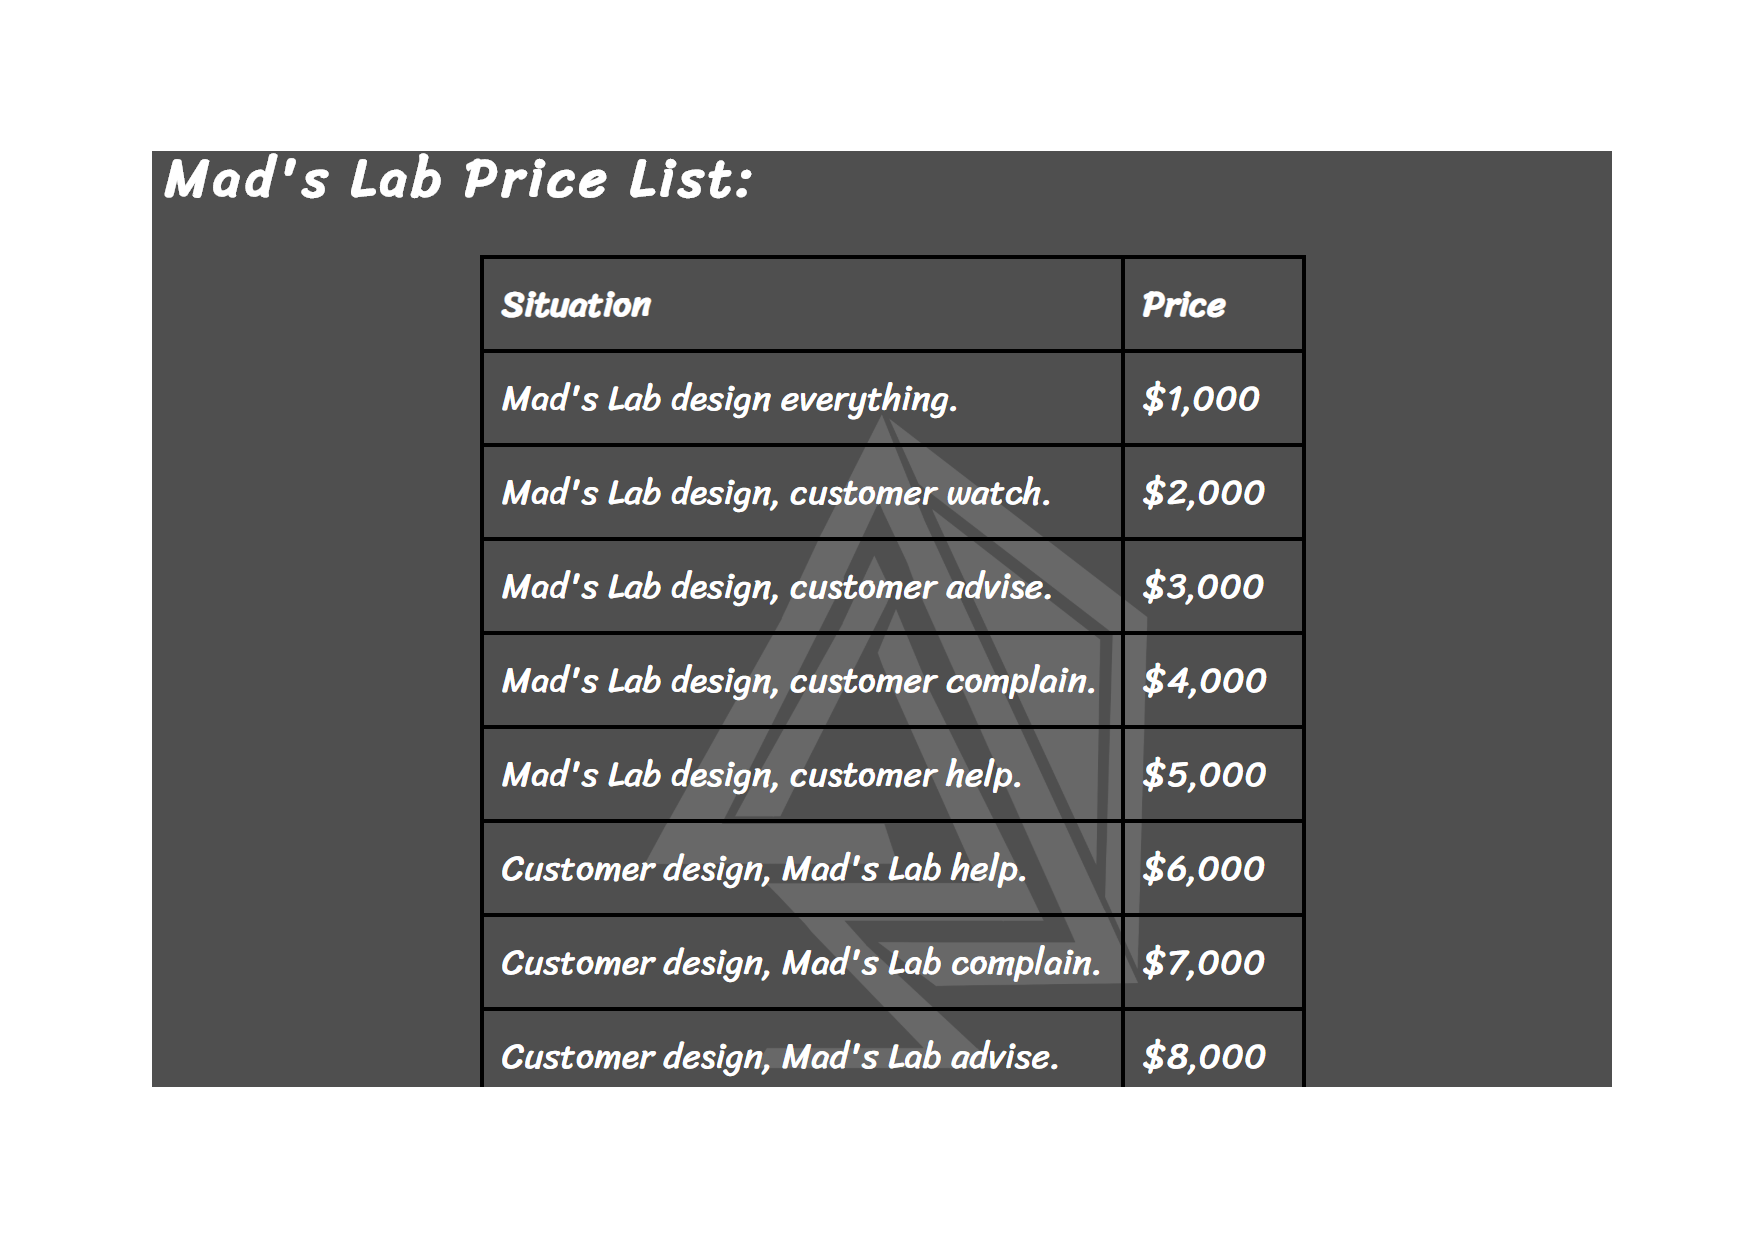 Mad's Lab Price List:
Situation Price
Mad's Lab design everything. $1,000
Mad's Lab design, customer watch. $2,000
Mad's Lab design, customer advise. $3,000
Mad's Lab design, customer complain. $4,000
Mad's Lab design, customer help. $5,000
Customer design, Mad's Lab help. $6,000
Customer design, Mad's Lab complain. $7,000
Customer design, Mad's Lab advise. $8,000